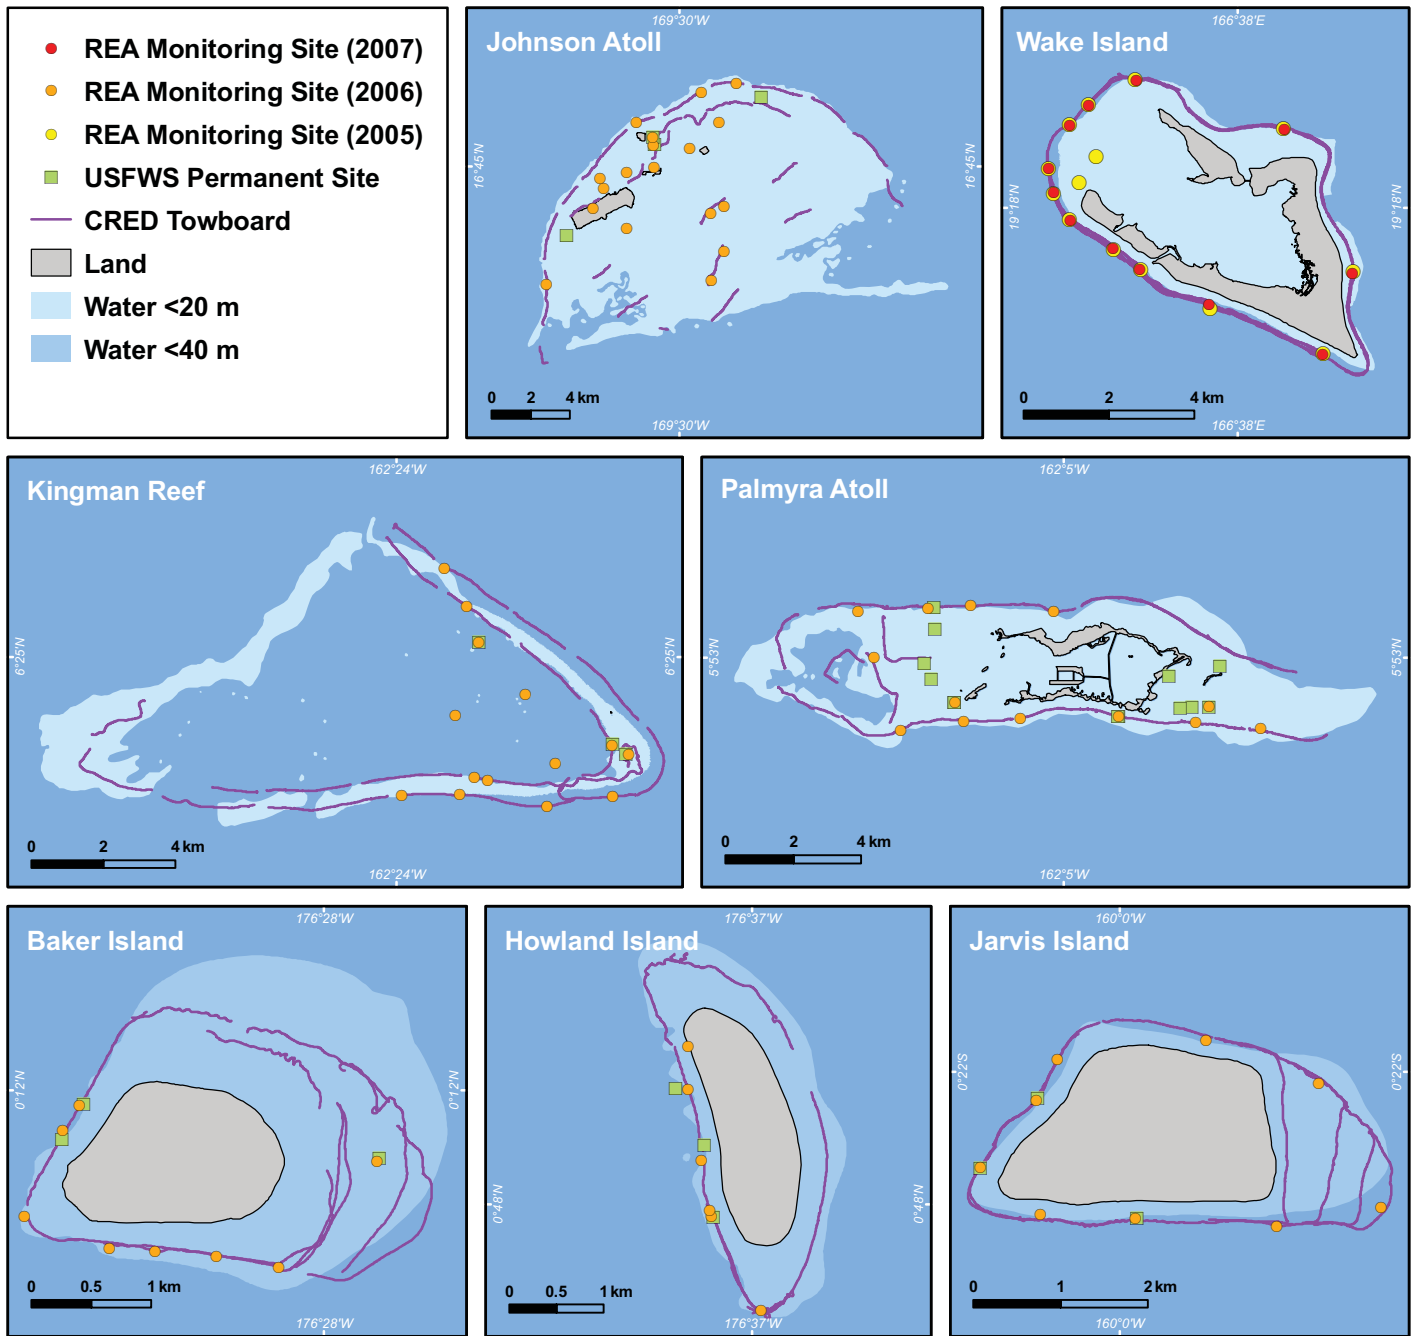 REA Monitoring Site (2007)
REA Monitoring Site (2006)
REA Monitoring Site (2005)
USFWS Permanent Site
CRED Towboard
Land
Water <20 m
Water <40 m
169°30'W
Johnson Atoll
16°45'N
16°45'N
0 2 4 km
169°30'W
166°38'E
Wake Island
19°18'N
19°18'N
0 2 4 km
166°38'E
162°24'W
Kingman Reef
6°25'N
6°25'N
0 2 4 km
162°24'W
162°5'W
Palmyra Atoll
5°53'N
5°53'N
0 2 4 km
162°5'W
176°28'W
Baker Island
0°12'N
0°12'N
0 0.5 1 km
176°28'W
176°37'W
Howland Island
0°48'N
0°48'N
0 0.5 1 km
176°37'W
160°0'W
Jarvis Island
0°22'S
0°22'S
0 1 2 km
160°0'W